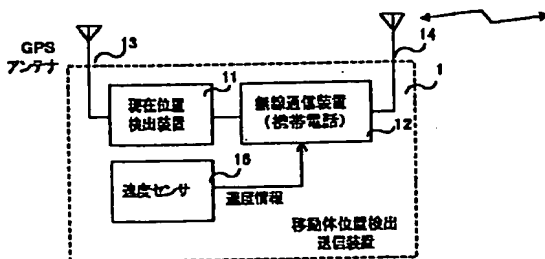 GPS
アンテナ
13
14
1
11
現在位置
検出装置
無線通信装置
(携帯電話)
12
16
速度センサ
速度情報
移動体位置検出
送信装置